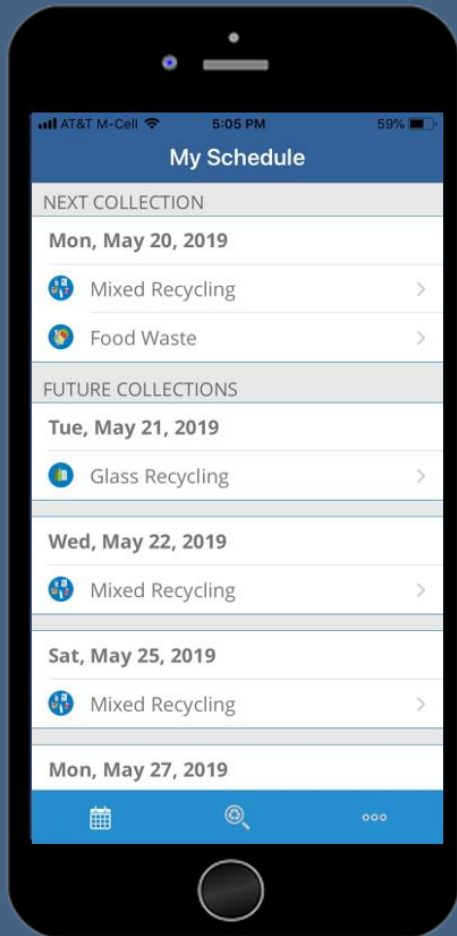 AT&T M-Cell 5:05 PM 59%
My Schedule
NEXT COLLECTION
Mon, May 20, 2019
Mixed Recycling
Food Waste
FUTURE COLLECTIONS
Tue, May 21, 2019
Glass Recycling
Wed, May 22, 2019
Mixed Recycling
Sat, May 25, 2019
Mixed Recycling
Mon, May 27, 2019